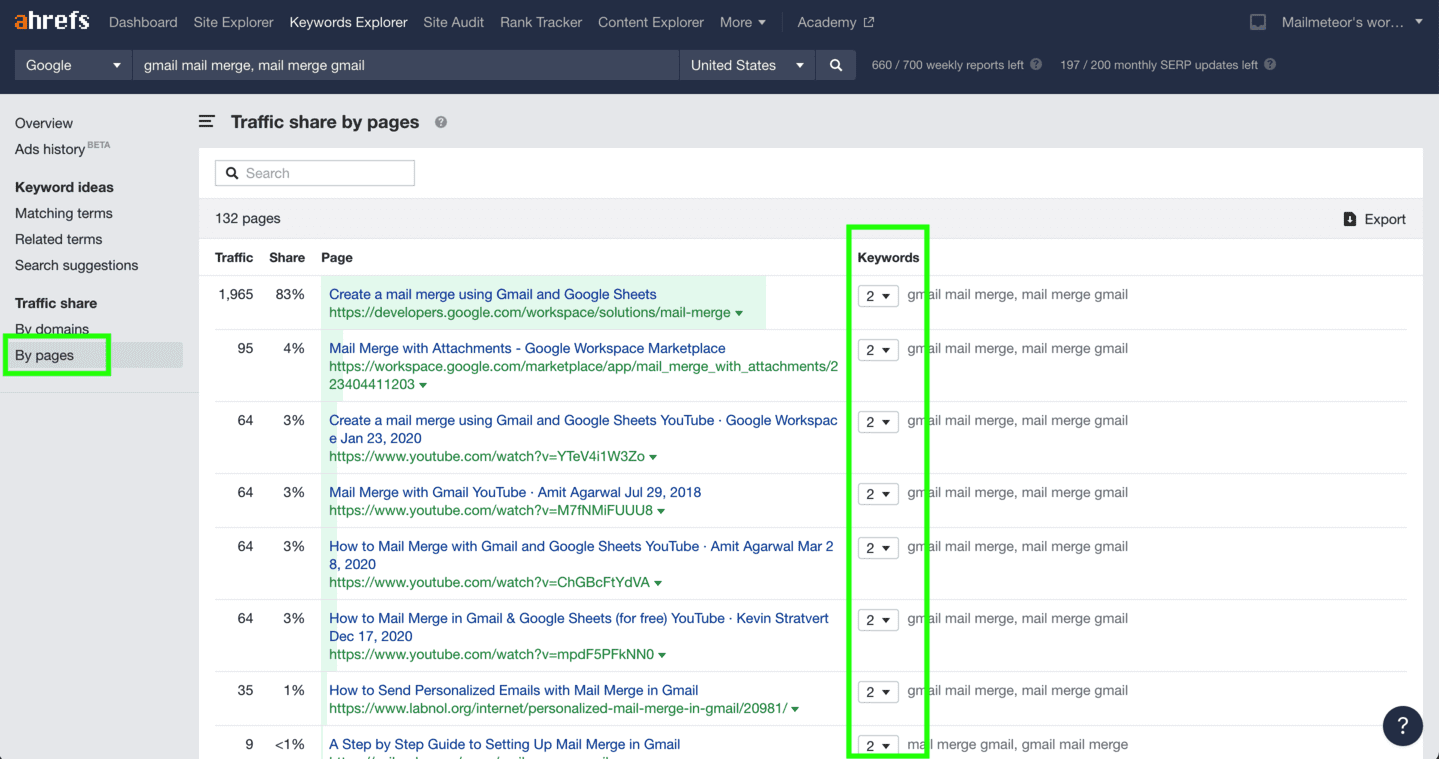 ahrefs Dashboard Site Explorer Keywords Explorer Site Audit Rank Tracker Content Explorer More Academy Mailmeteor's wor...
Google gmail mail merge, mail merge gmail United States 660 / 700 weekly reports left 197 / 200 monthly SERP updates left
Overview
Ads history BETA
Keyword ideas
Matching terms
Related terms
Search suggestions
Traffic share
By domains
By pages
Traffic share by pages
Search
132 pages Export
Traffic Share Page Keywords
1,965 83% Create a mail merge using Gmail and Google Sheets 2 gmail mail merge, mail merge gmail
https://developers.google.com/workspace/solutions/mail-merge
95 4% Mail Merge with Attachments - Google Workspace Marketplace 2 gmail mail merge, mail merge gmail
https://workspace.google.com/marketplace/app/mail_merge_with_attachments/2
23404411203
64 3% Create a mail merge using Gmail and Google Sheets YouTube · Google Workspac 2 gmail mail merge, mail merge gmail
e Jan 23, 2020
https://www.youtube.com/watch?v=YTeV4i1W3Zo
64 3% Mail Merge with Gmail YouTube · Amit Agarwal Jul 29, 2018 2 gmail mail merge, mail merge gmail
https://www.youtube.com/watch?v=M7fNMiFUUU8
64 3% How to Mail Merge with Gmail and Google Sheets YouTube · Amit Agarwal Mar 2 2 gmail mail merge, mail merge gmail
8, 2020
https://www.youtube.com/watch?v=ChGBcFtYdVA
64 3% How to Mail Merge in Gmail & Google Sheets (for free) YouTube · Kevin Stratvert 2 gmail mail merge, mail merge gmail
Dec 17, 2020
https://www.youtube.com/watch?v=mpdF5PFkNN0
35 1% How to Send Personalized Emails with Mail Merge in Gmail 2 gmail mail merge, mail merge gmail
https://www.labnol.org/internet/personalized-mail-merge-in-gmail/20981/
9 <1% A Step by Step Guide to Setting Up Mail Merge in Gmail 2 mail merge gmail, gmail mail merge